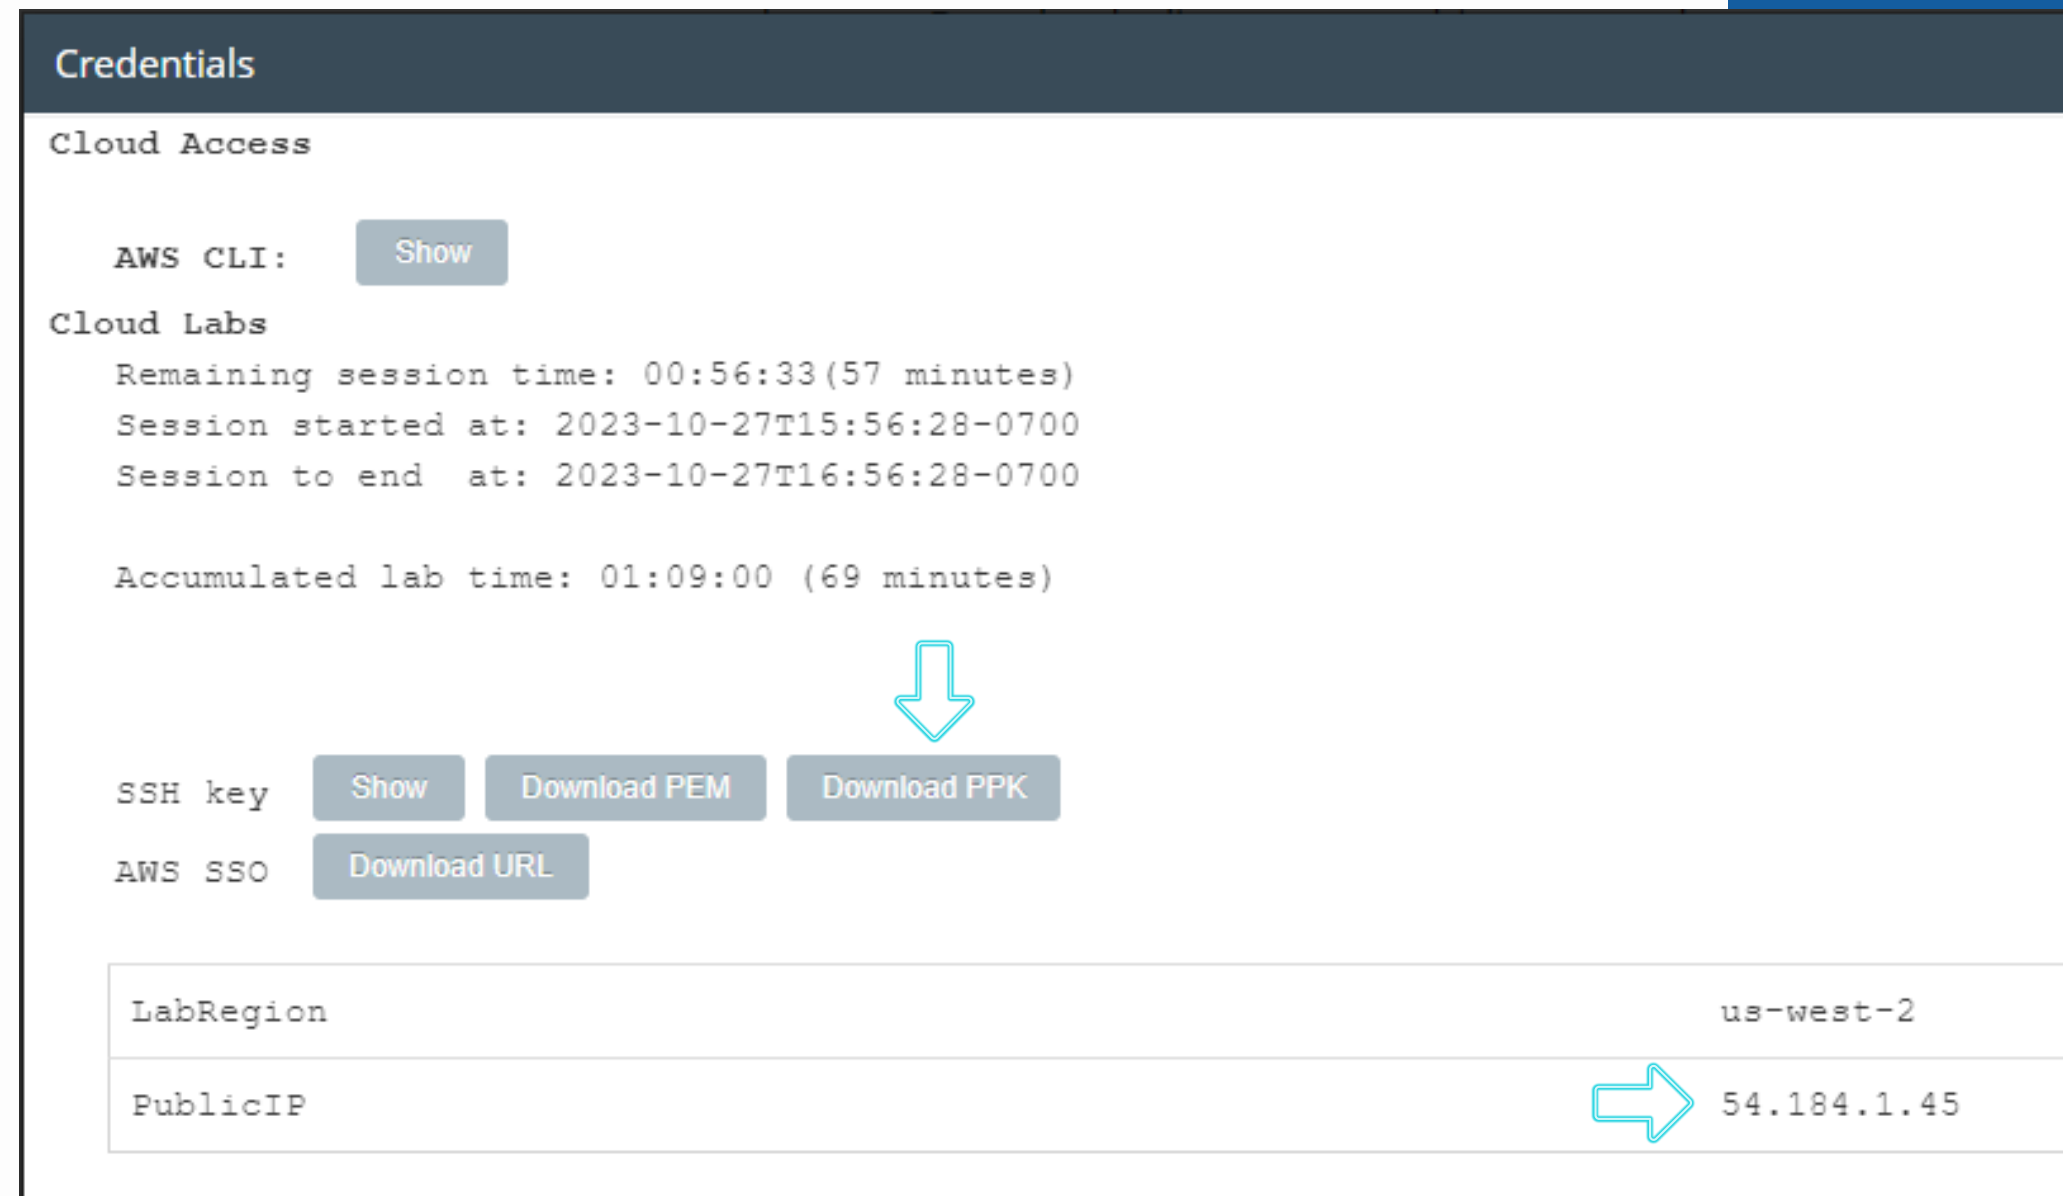 Credentials
Cloud Access
AWS CLI: Show
Cloud Labs
Remaining session time: 00:56:33(57 minutes)
Session started at: 2023-10-27T15:56:28-0700
Session to end  at: 2023-10-27T16:56:28-0700
Accumulated lab time: 01:09:00 (69 minutes)
SSH key Show Download PEM Download PPK
AWS SSO Download URL
LabRegion us-west-2
PublicIP 54.184.1.45